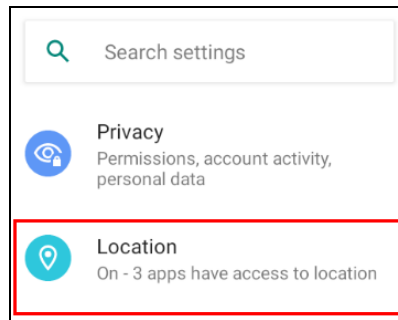 Search settings
Privacy
Permissions, account activity,
personal data
Location
On - 3 apps have access to location